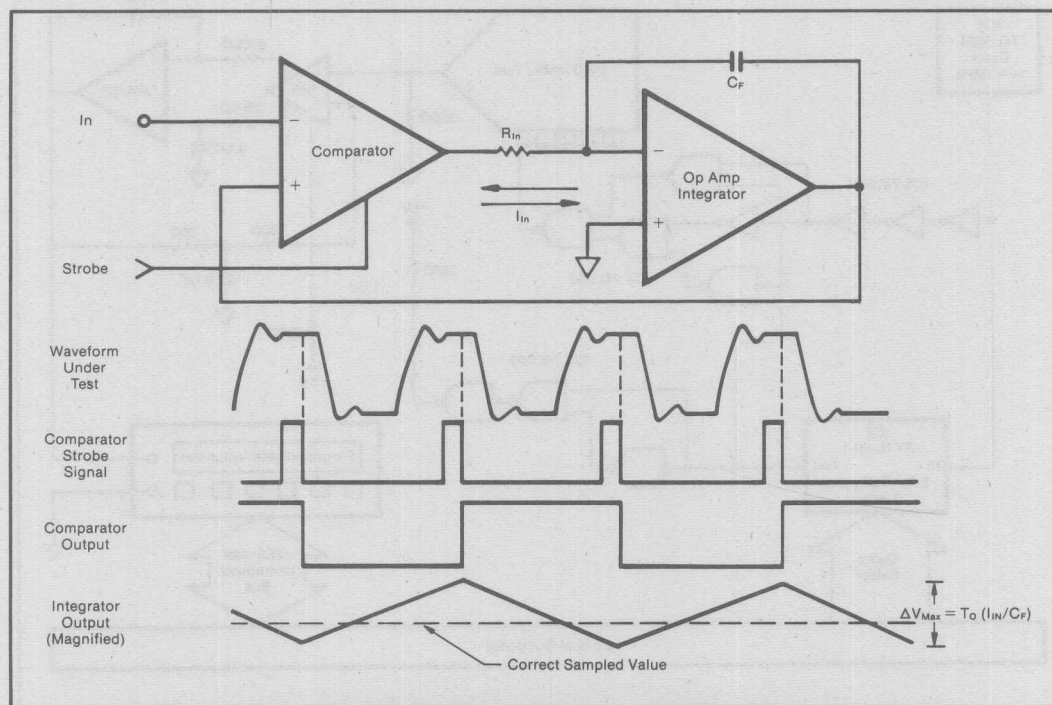 In
−
+
Comparator
Strobe
R_In
I_In
C_F
−
+
Op Amp
Integrator
Waveform
Under
Test
Comparator
Strobe
Signal
Comparator
Output
Integrator
Output
(Magnified)
Correct Sampled Value
ΔV_Max = T_O (I_IN/C_F)